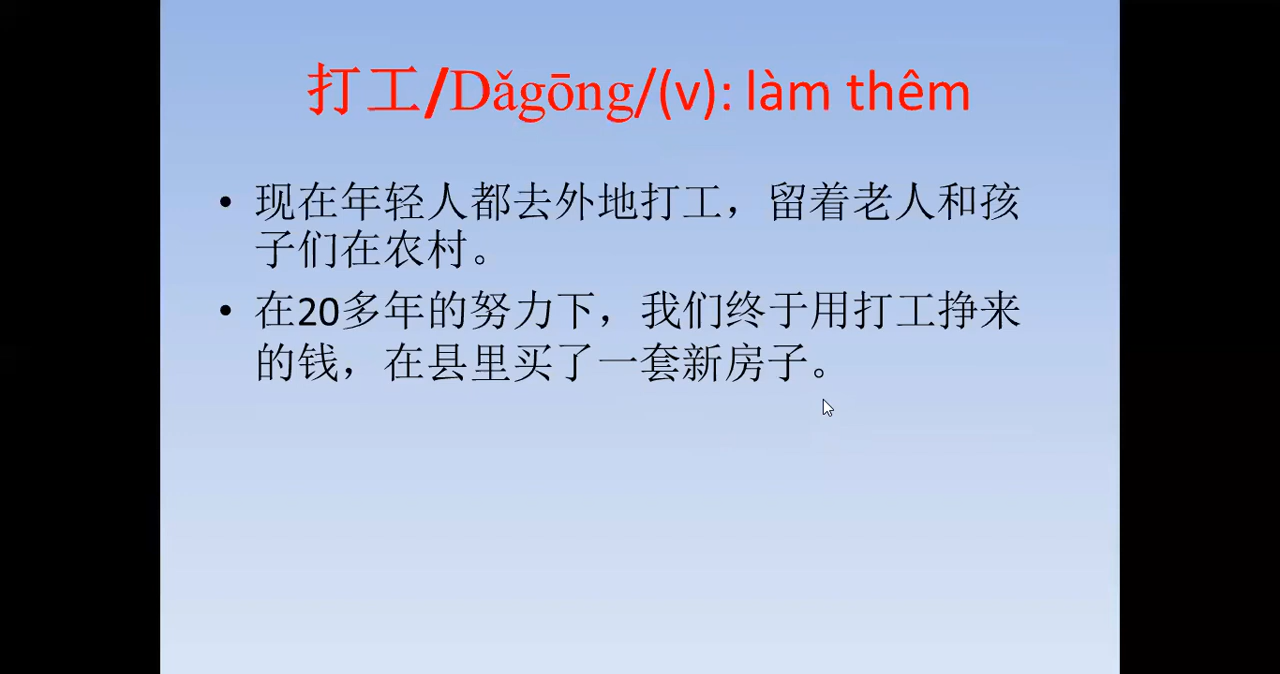 打工/Dǎgōng/(v): làm thêm
• 现在年轻人都去外地打工，留着老人和孩
子们在农村。
• 在20多年的努力下，我们终于用打工挣来
的钱，在县里买了一套新房子。